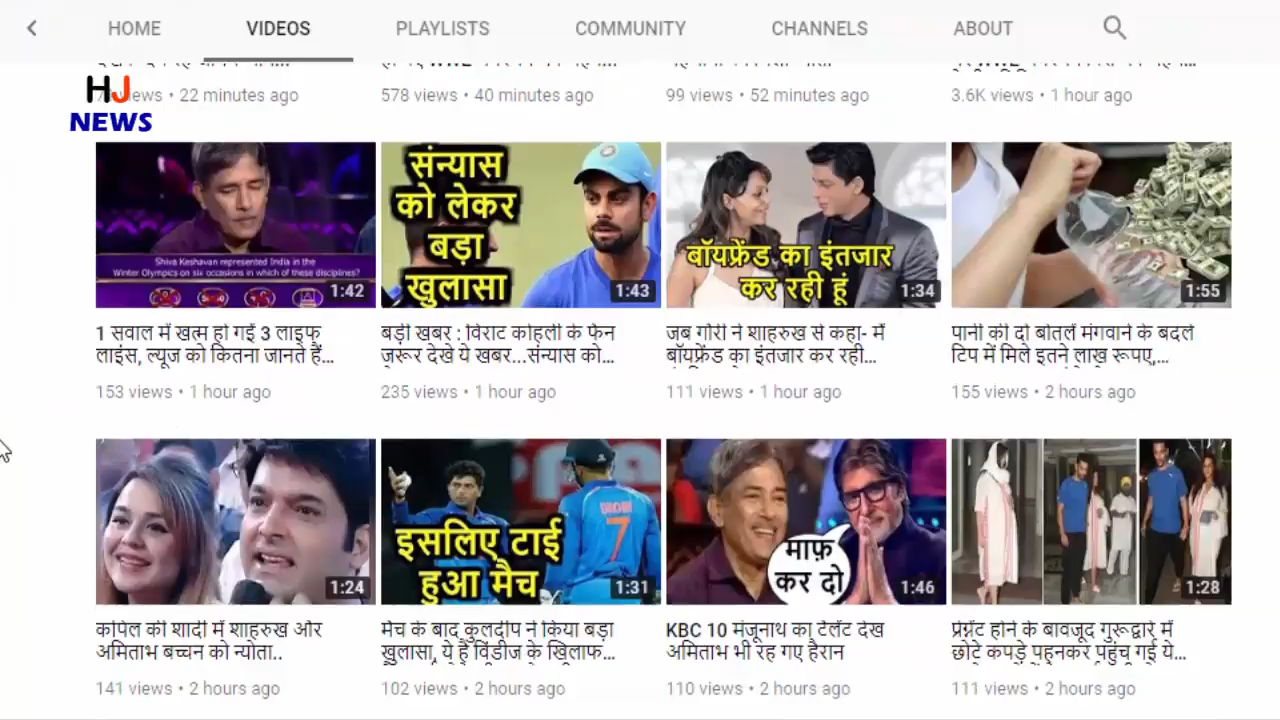 HOME VIDEOS PLAYLISTS COMMUNITY CHANNELS ABOUT
HJ
NEWS
views • 22 minutes ago
578 views • 40 minutes ago
99 views • 52 minutes ago
3.6K views • 1 hour ago
Shiva Keshavan represented India in the
Winter Olympics on six occasions in which of these disciplines?
1:42
संन्यास
को लेकर
बड़ा
खुलासा
1:43
बॉयफ्रेंड का इंतजार
कर रही हूं
1:34
1:55
1 सवाल में खत्म हो गईं 3 लाइफ
लाईंस, ल्यूज को कितना जानते हैं...
153 views • 1 hour ago
बड़ी खबर : विराट कोहली के फैन
जरूर देखे ये खबर...संन्यास को...
235 views • 1 hour ago
जब गौरी ने शाहरुख से कहा- मैं
बॉयफ्रेंड का इंतजार कर रही...
111 views • 1 hour ago
पानी की दो बोतलें मंगवाने के बदले
टिप में मिले इतने लाख रूपए,...
155 views • 2 hours ago
1:24
इसलिए टाई
हुआ मैच
7
1:31
माफ़
कर दो
1:46
1:28
कपिल की शादी में शाहरुख और
अमिताभ बच्चन को न्योता..
141 views • 2 hours ago
मैच के बाद कुलदीप ने किया बड़ा
खुलासा, ये है विंडीज के खिलाफ...
102 views • 2 hours ago
KBC 10 मंजूनाथ का टैलेंट देख
अमिताभ भी रह गए हैरान
110 views • 2 hours ago
प्रेग्नेंट होने के बावजूद गुरूद्वारे में
छोटे कपड़े पहनकर पहुंच गई ये...
111 views • 2 hours ago